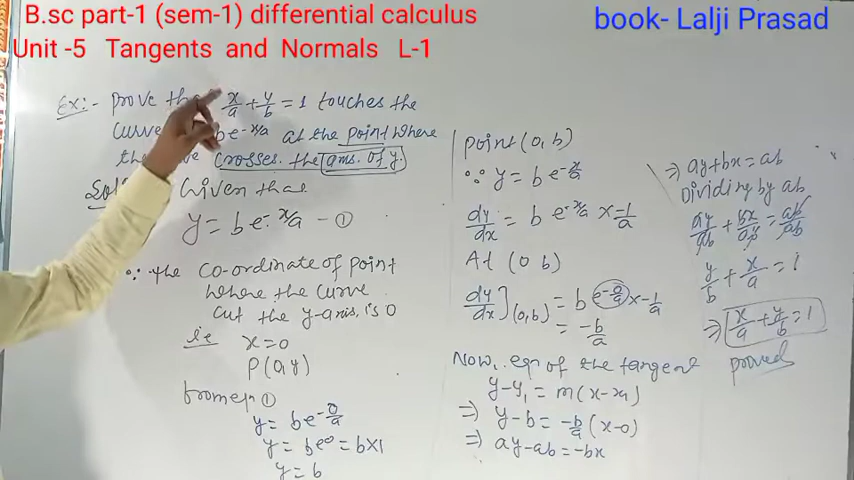 B.sc part-1 (sem-1) differential calculus
Unit -5 Tangents and Normals L-1
book- Lalji Prasad
Ex:- prove x/a + y/b = 1 touches the
curve be^-x/a at the point where
crosses the axis of y.
Given that
y = be^-x/a - ①
∵ the co-ordinate of point
where the curve
cut the y-axis, is 0
ie x=0
P(0,y)
from eqn ①
y = be^-0/a
y = be^0 = b×1
y = b
point (0,b)
∵ y = be^-x/a
dy/dx = b e^-x/a × -1/a
At (0 b)
dy/dx](0,b) = b e^-0/a × -1/a
= -b/a
Now, eqn of the tangent
y-y₁ = m(x-x₁)
⇒ y-b = -b/a (x-0)
⇒ ay-ab = -bx
⇒ ay+bx = ab
Dividing by ab
ay/ab + bx/ab = ab/ab
y/b + x/a = 1
⇒ x/a + y/b = 1
proved